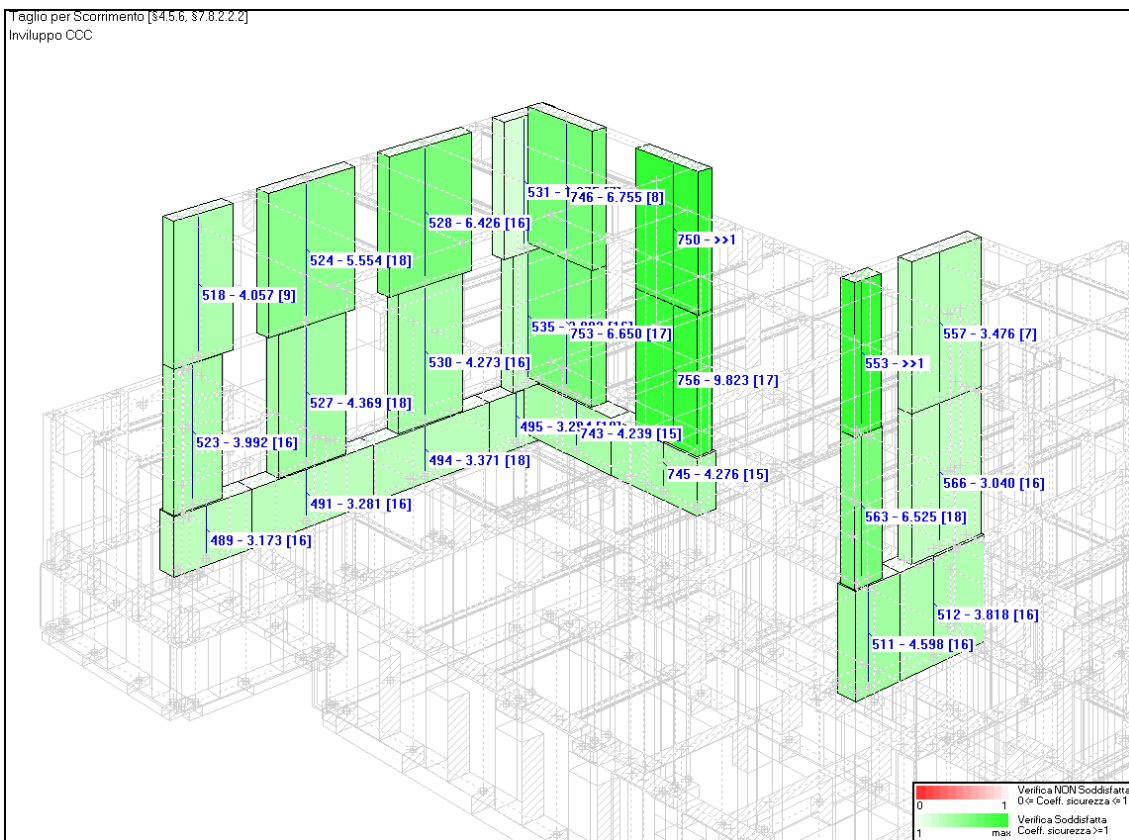 Taglio per Scorrimento [§4.5.6, §7.8.2.2.2]
Inviluppo CCC
531 -
746 - 6.755 [8]
528 - 6.426 [16]
750 - >>1
524 - 5.554 [18]
518 - 4.057 [9]
535 -
753 - 6.650 [17]
557 - 3.476 [7]
553 - >>1
530 - 4.273 [16]
756 - 9.823 [17]
527 - 4.369 [18]
495 -
743 - 4.239 [15]
523 - 3.992 [16]
494 - 3.371 [18]
745 - 4.276 [15]
566 - 3.040 [16]
491 - 3.281 [16]
563 - 6.525 [18]
489 - 3.173 [16]
512 - 3.818 [16]
511 - 4.598 [16]
Verifica NON Soddisfatta
0<= Coeff. sicurezza <=1
0 1
Verifica Soddisfatta
Coeff. sicurezza>=1
1 max